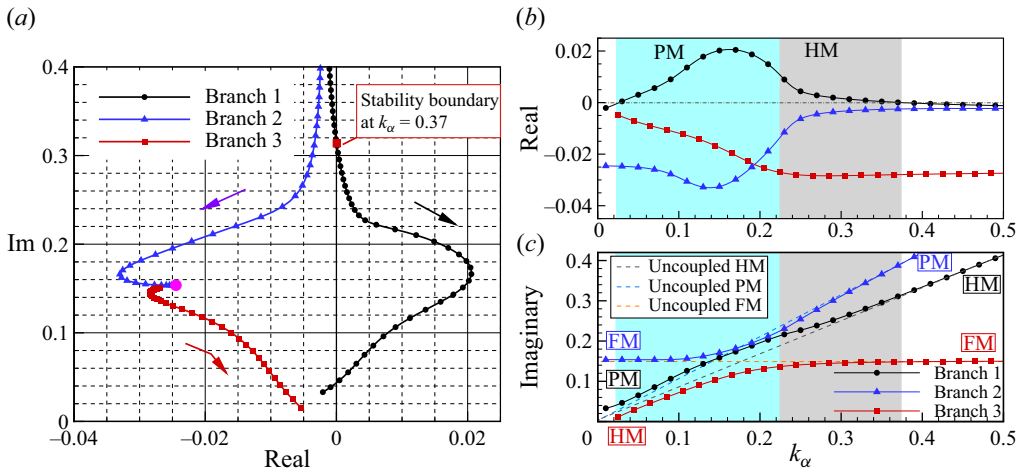 (a)
0.4
0.3
0.2
0.1
0
Im
−0.04
−0.02
0
0.02
Real
Branch 1
Branch 2
Branch 3
Stability boundary
at kα = 0.37
(b)
PM
HM
0.02
0
−0.02
−0.04
Real
0
0.1
0.2
0.3
0.4
0.5
(c)
Uncoupled HM
Uncoupled PM
Uncoupled FM
PM
HM
FM
FM
PM
HM
0.4
0.3
0.2
0.1
Imaginary
Branch 1
Branch 2
Branch 3
0
0.1
0.2
0.3
0.4
0.5
kα